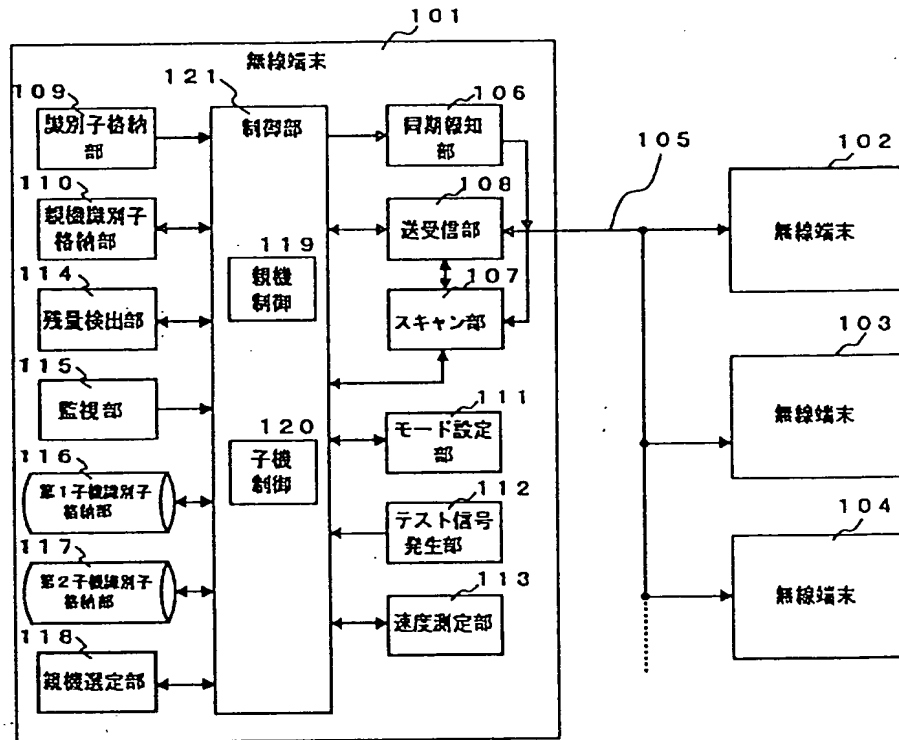 １０１
無線端末
１０９
識別子格納
部
１２１
制御部
１０６
同期報知
部
１０５
１０２
無線端末
１１０
親機識別子
格納部
１０８
送受信部
１１９
親機
制御
１１４
残量検出部
１０７
スキャン部
１０３
無線端末
１１５
監視部
１１１
モード設定
部
１２０
子機
制御
１１６
第１子機識別子
格納部
１１２
テスト信号
発生部
１０４
無線端末
１１７
第２子機識別子
格納部
１１３
速度測定部
１１８
親機選定部